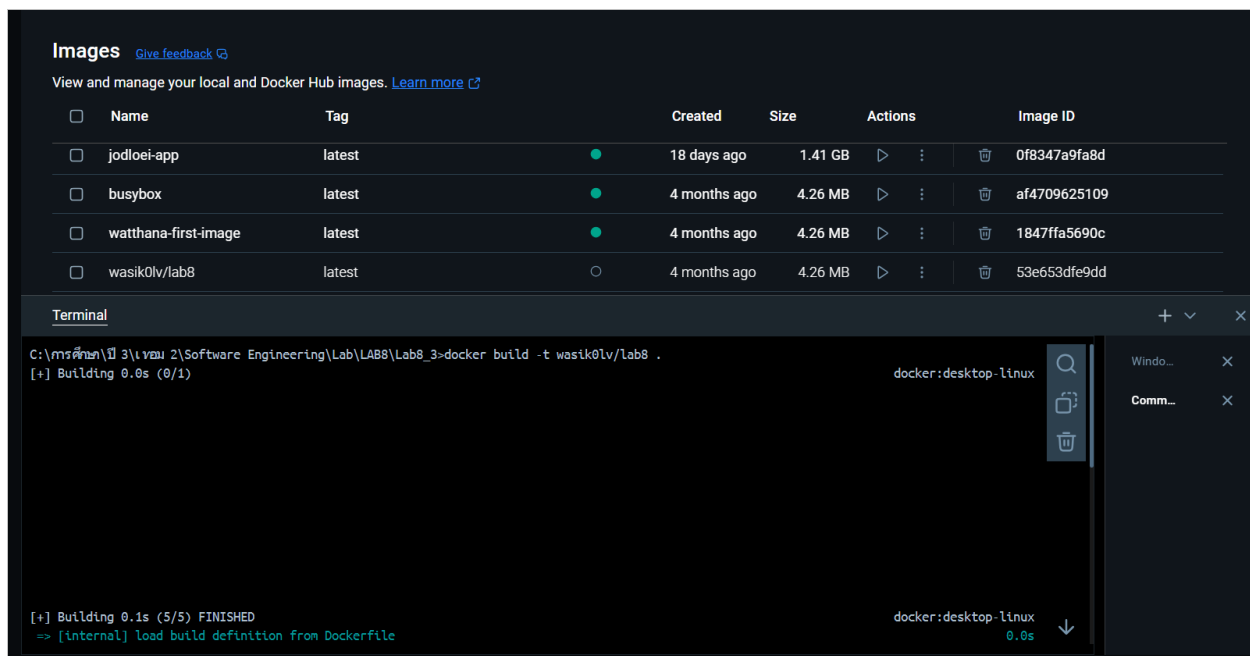 Images Give feedback
View and manage your local and Docker Hub images. Learn more
Name Tag Created Size Actions Image ID
jodloei-app latest 18 days ago 1.41 GB 0f8347a9fa8d
busybox latest 4 months ago 4.26 MB af4709625109
watthana-first-image latest 4 months ago 4.26 MB 1847ffa5690c
wasik0lv/lab8 latest 4 months ago 4.26 MB 53e653dfe9dd
Terminal
C:\การศึกษา\ปี 3\เทอม 2\Software Engineering\Lab\LAB8\Lab8_3>docker build -t wasik0lv/lab8 .
[+] Building 0.0s (0/1) docker:desktop-linux
Windo...
Comm...
[+] Building 0.1s (5/5) FINISHED docker:desktop-linux
=> [internal] load build definition from Dockerfile 0.0s